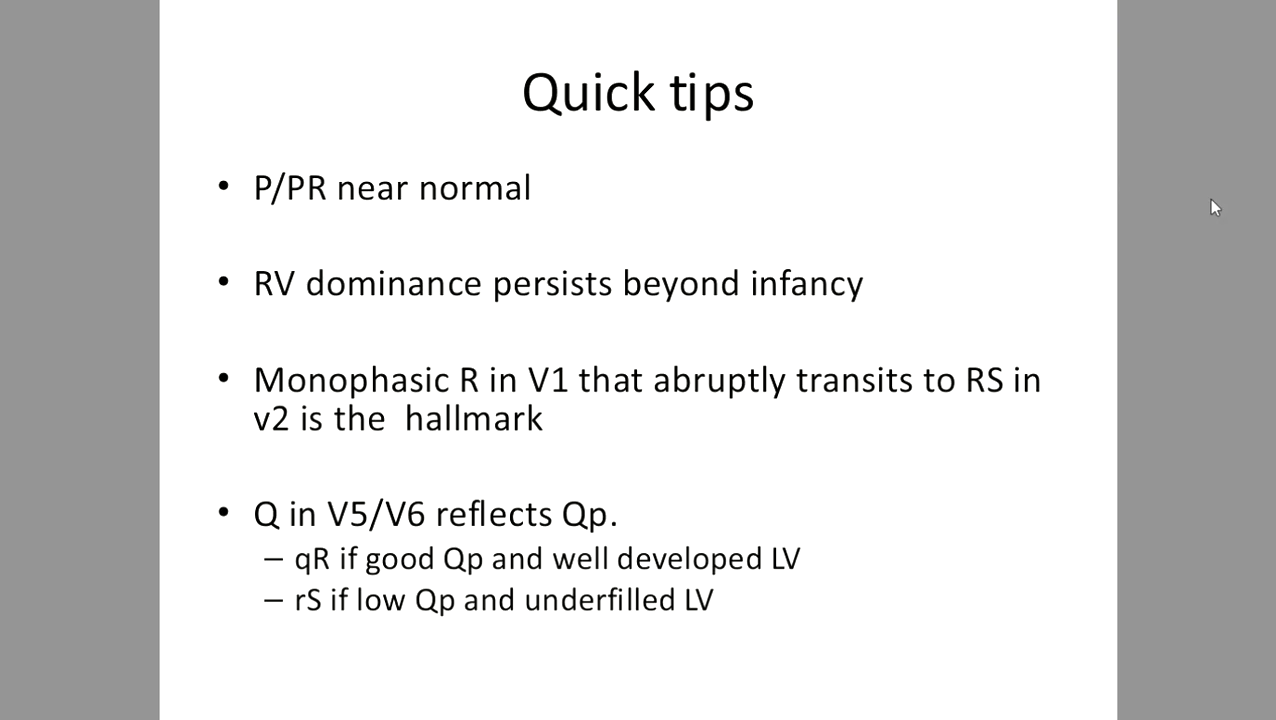 Quick tips
• P/PR near normal
• RV dominance persists beyond infancy
• Monophasic R in V1 that abruptly transits to RS in
v2 is the  hallmark
• Q in V5/V6 reflects Qp.
– qR if good Qp and well developed LV
– rS if low Qp and underfilled LV